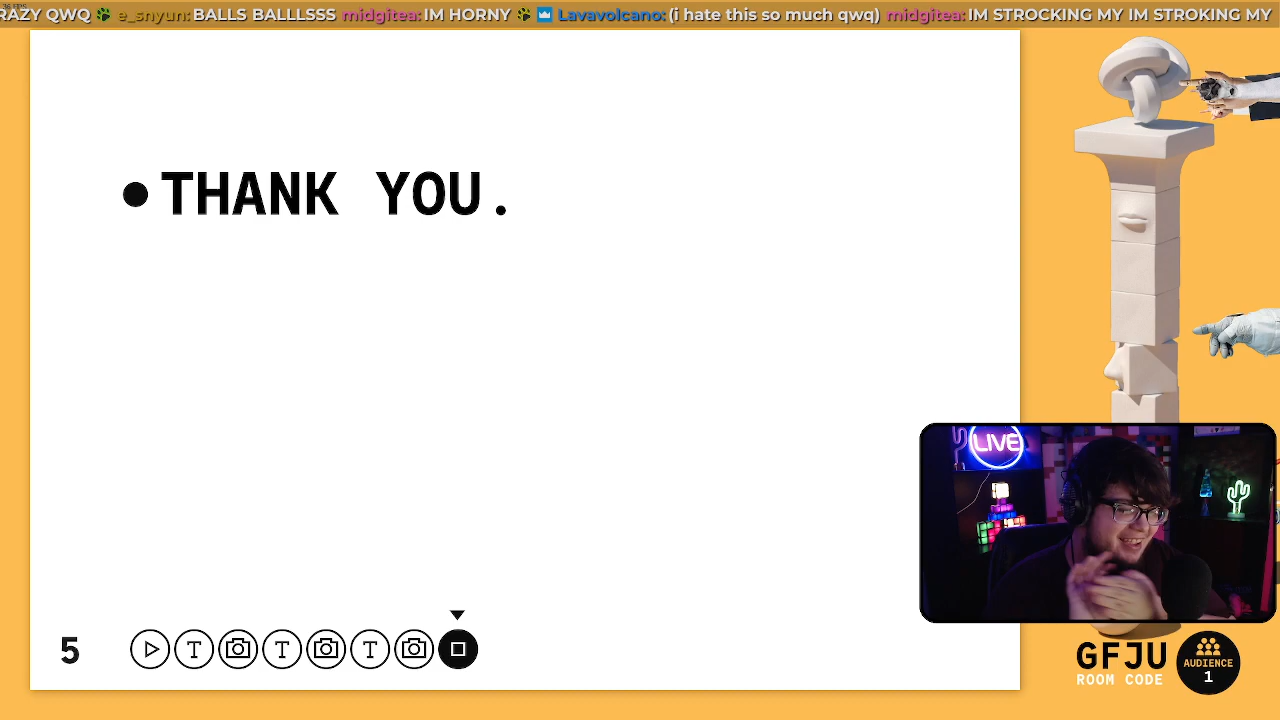 RAZY QWQ e_snyun: BALLS BALLLSSS midgitea: IM HORNY Lavavolcano: (i hate this so much qwq) midgitea: IM STROCKING MY IM STROKING MY
● THANK YOU.
LIVE
5
T T T
GFJU
ROOM CODE
AUDIENCE
1